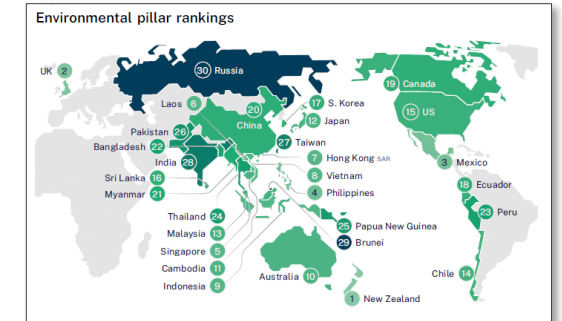 Environmental pillar rankings
UK 2
30 Russia
19 Canada
Laos 6
20
China
17 S. Korea
15 US
12 Japan
Pakistan 26
27 Taiwan
Bangladesh 22
7 Hong Kong SAR
India 28
3 Mexico
8 Vietnam
Sri Lanka 16
4 Philippines
18 Ecuador
Myanmar 21
23 Peru
Thailand 24
25 Papua New Guinea
Malaysia 13
29 Brunei
Singapore 5
Cambodia 11
Australia 10
Chile 14
Indonesia 9
1 New Zealand